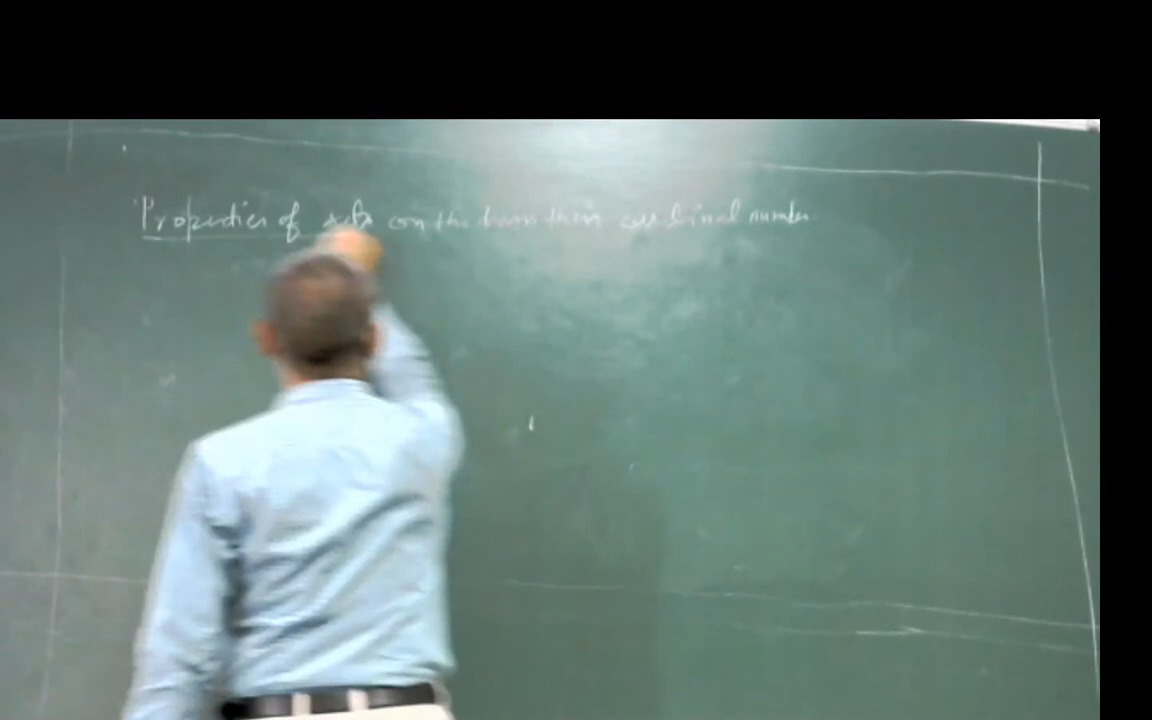 Properties of sets on the basis their cardinal number